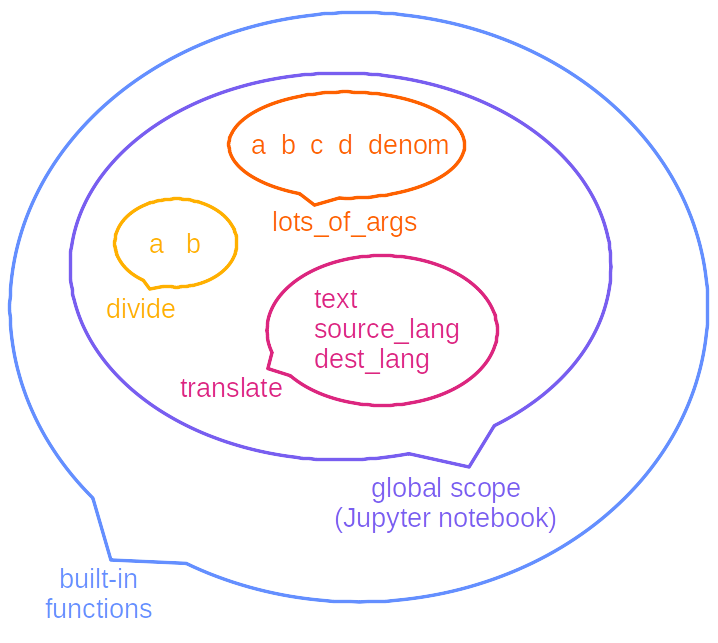 a b c d denom
lots_of_args
a b
divide
text
source_lang
dest_lang
translate
global scope
(Jupyter notebook)
built-in
functions